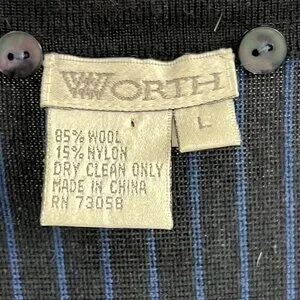 WORTH
L
85% WOOL
15% NYLON
DRY CLEAN ONLY
MADE IN CHINA
RN 73058